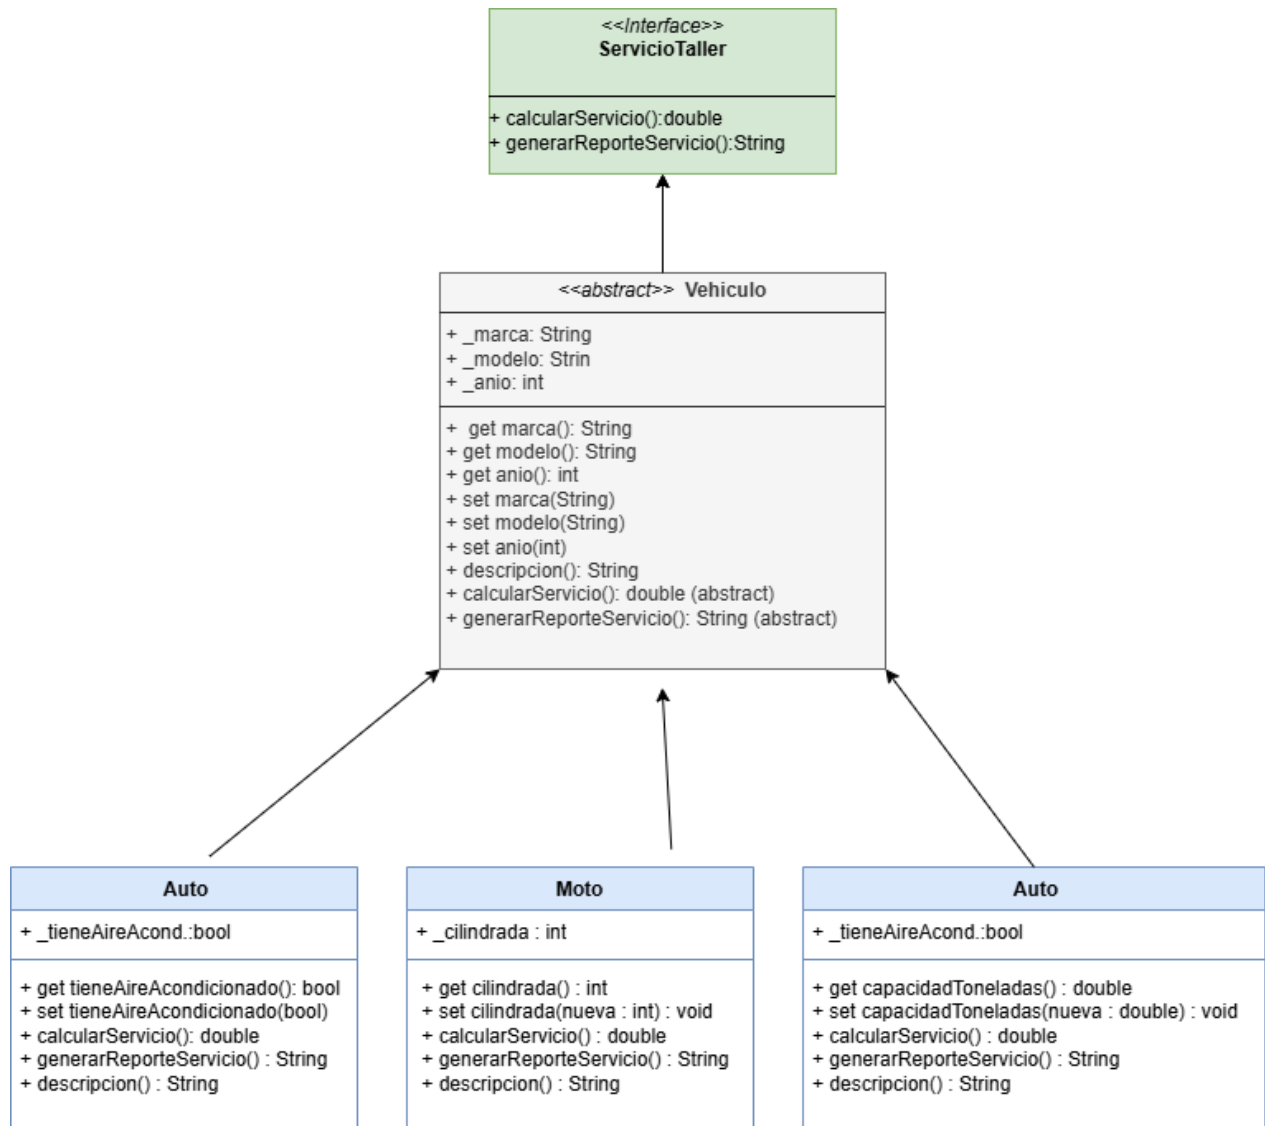 <<Interface>>
ServicioTaller
+ calcularServicio():double
+ generarReporteServicio():String
<<abstract>> Vehiculo
+ _marca: String
+ _modelo: Strin
+ _anio: int
+ get marca(): String
+ get modelo(): String
+ get anio(): int
+ set marca(String)
+ set modelo(String)
+ set anio(int)
+ descripcion(): String
+ calcularServicio(): double (abstract)
+ generarReporteServicio(): String (abstract)
Auto
+ _tieneAireAcond.:bool
+ get tieneAireAcondicionado(): bool
+ set tieneAireAcondicionado(bool)
+ calcularServicio(): double
+ generarReporteServicio() : String
+ descripcion() : String
Moto
+ _cilindrada : int
+ get cilindrada() : int
+ set cilindrada(nueva : int) : void
+ calcularServicio() : double
+ generarReporteServicio() : String
+ descripcion() : String
Auto
+ _tieneAireAcond.:bool
+ get capacidadToneladas() : double
+ set capacidadToneladas(nueva : double) : void
+ calcularServicio() : double
+ generarReporteServicio() : String
+ descripcion() : String